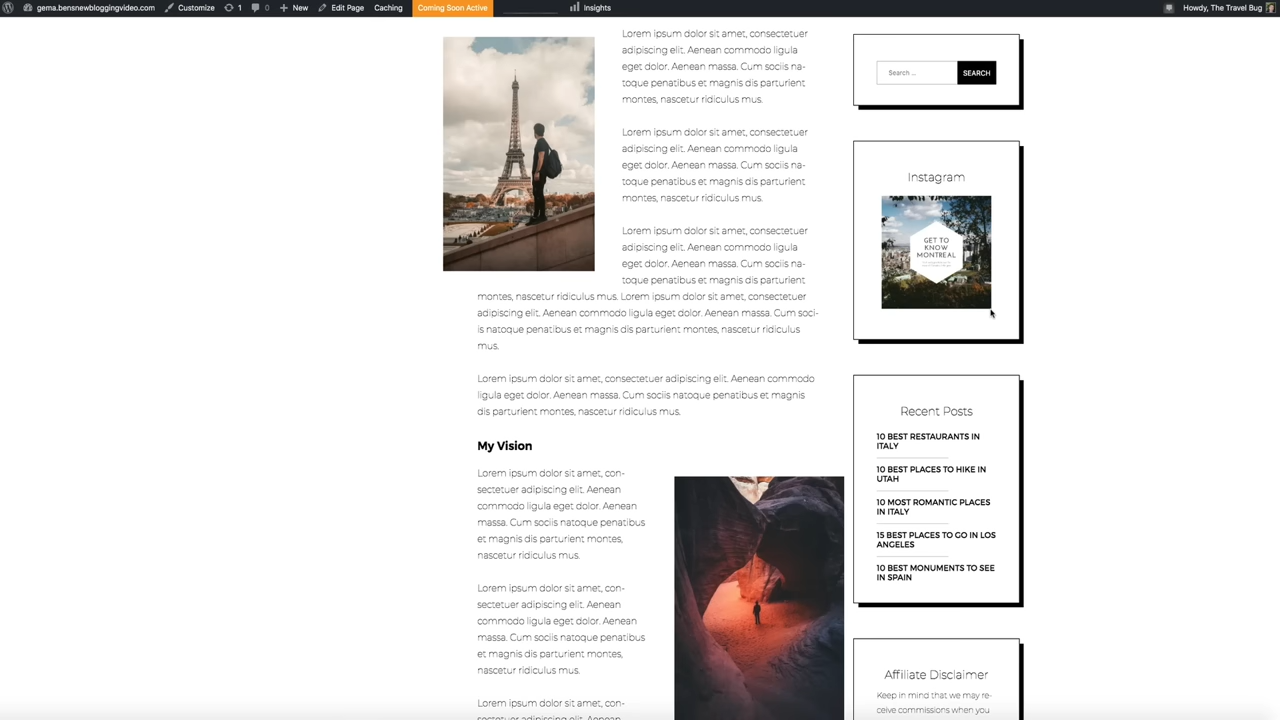 gema.bensnewbloggingvideo.com Customize 1 0 New Edit Page Caching Coming Soon Active Insights Howdy, The Travel Bug
Lorem ipsum dolor sit amet, consectetuer
adipiscing elit. Aenean commodo ligula
eget dolor. Aenean massa. Cum sociis na-
toque penatibus et magnis dis parturient
montes, nascetur ridiculus mus.
Lorem ipsum dolor sit amet, consectetuer
adipiscing elit. Aenean commodo ligula
eget dolor. Aenean massa. Cum sociis na-
toque penatibus et magnis dis parturient
montes, nascetur ridiculus mus.
Lorem ipsum dolor sit amet, consectetuer
adipiscing elit. Aenean commodo ligula
eget dolor. Aenean massa. Cum sociis na-
toque penatibus et magnis dis parturient
montes, nascetur ridiculus mus. Lorem ipsum dolor sit amet, consectetuer
adipiscing elit. Aenean commodo ligula eget dolor. Aenean massa. Cum soci-
is natoque penatibus et magnis dis parturient montes, nascetur ridiculus
mus.
Lorem ipsum dolor sit amet, consectetuer adipiscing elit. Aenean commodo
ligula eget dolor. Aenean massa. Cum sociis natoque penatibus et magnis
dis parturient montes, nascetur ridiculus mus.
My Vision
Lorem ipsum dolor sit amet, con-
sectetuer adipiscing elit. Aenean
commodo ligula eget dolor. Aenean
massa. Cum sociis natoque penatibus
et magnis dis parturient montes,
nascetur ridiculus mus.
Lorem ipsum dolor sit amet, con-
sectetuer adipiscing elit. Aenean
commodo ligula eget dolor. Aenean
massa. Cum sociis natoque penatibus
et magnis dis parturient montes,
nascetur ridiculus mus.
Lorem ipsum dolor sit amet, con-
Search ... SEARCH
Instagram
GET TO
KNOW
MONTREAL
Recent Posts
10 BEST RESTAURANTS IN
ITALY
10 BEST PLACES TO HIKE IN
UTAH
10 MOST ROMANTIC PLACES
IN ITALY
15 BEST PLACES TO GO IN LOS
ANGELES
10 BEST MONUMENTS TO SEE
IN SPAIN
Affiliate Disclaimer
Keep in mind that we may re-
ceive commissions when you